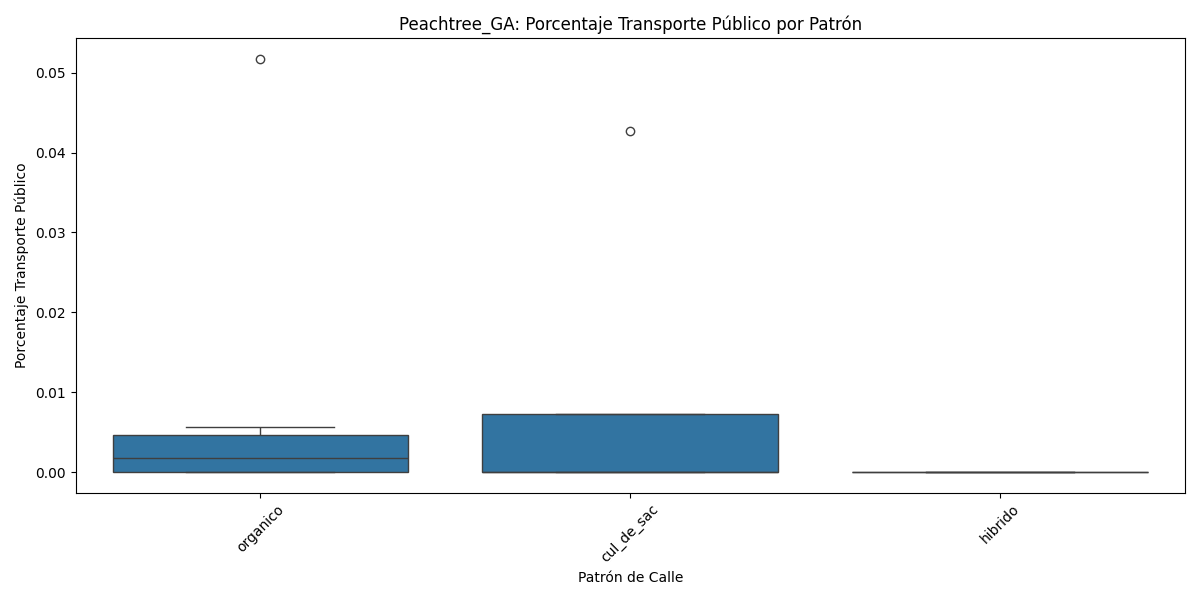 Peachtree_GA: Porcentaje Transporte Público por Patrón
Porcentaje Transporte Público
0.05
0.04
0.03
0.02
0.01
0.00
organico
cul_de_sac
hibrido
Patrón de Calle